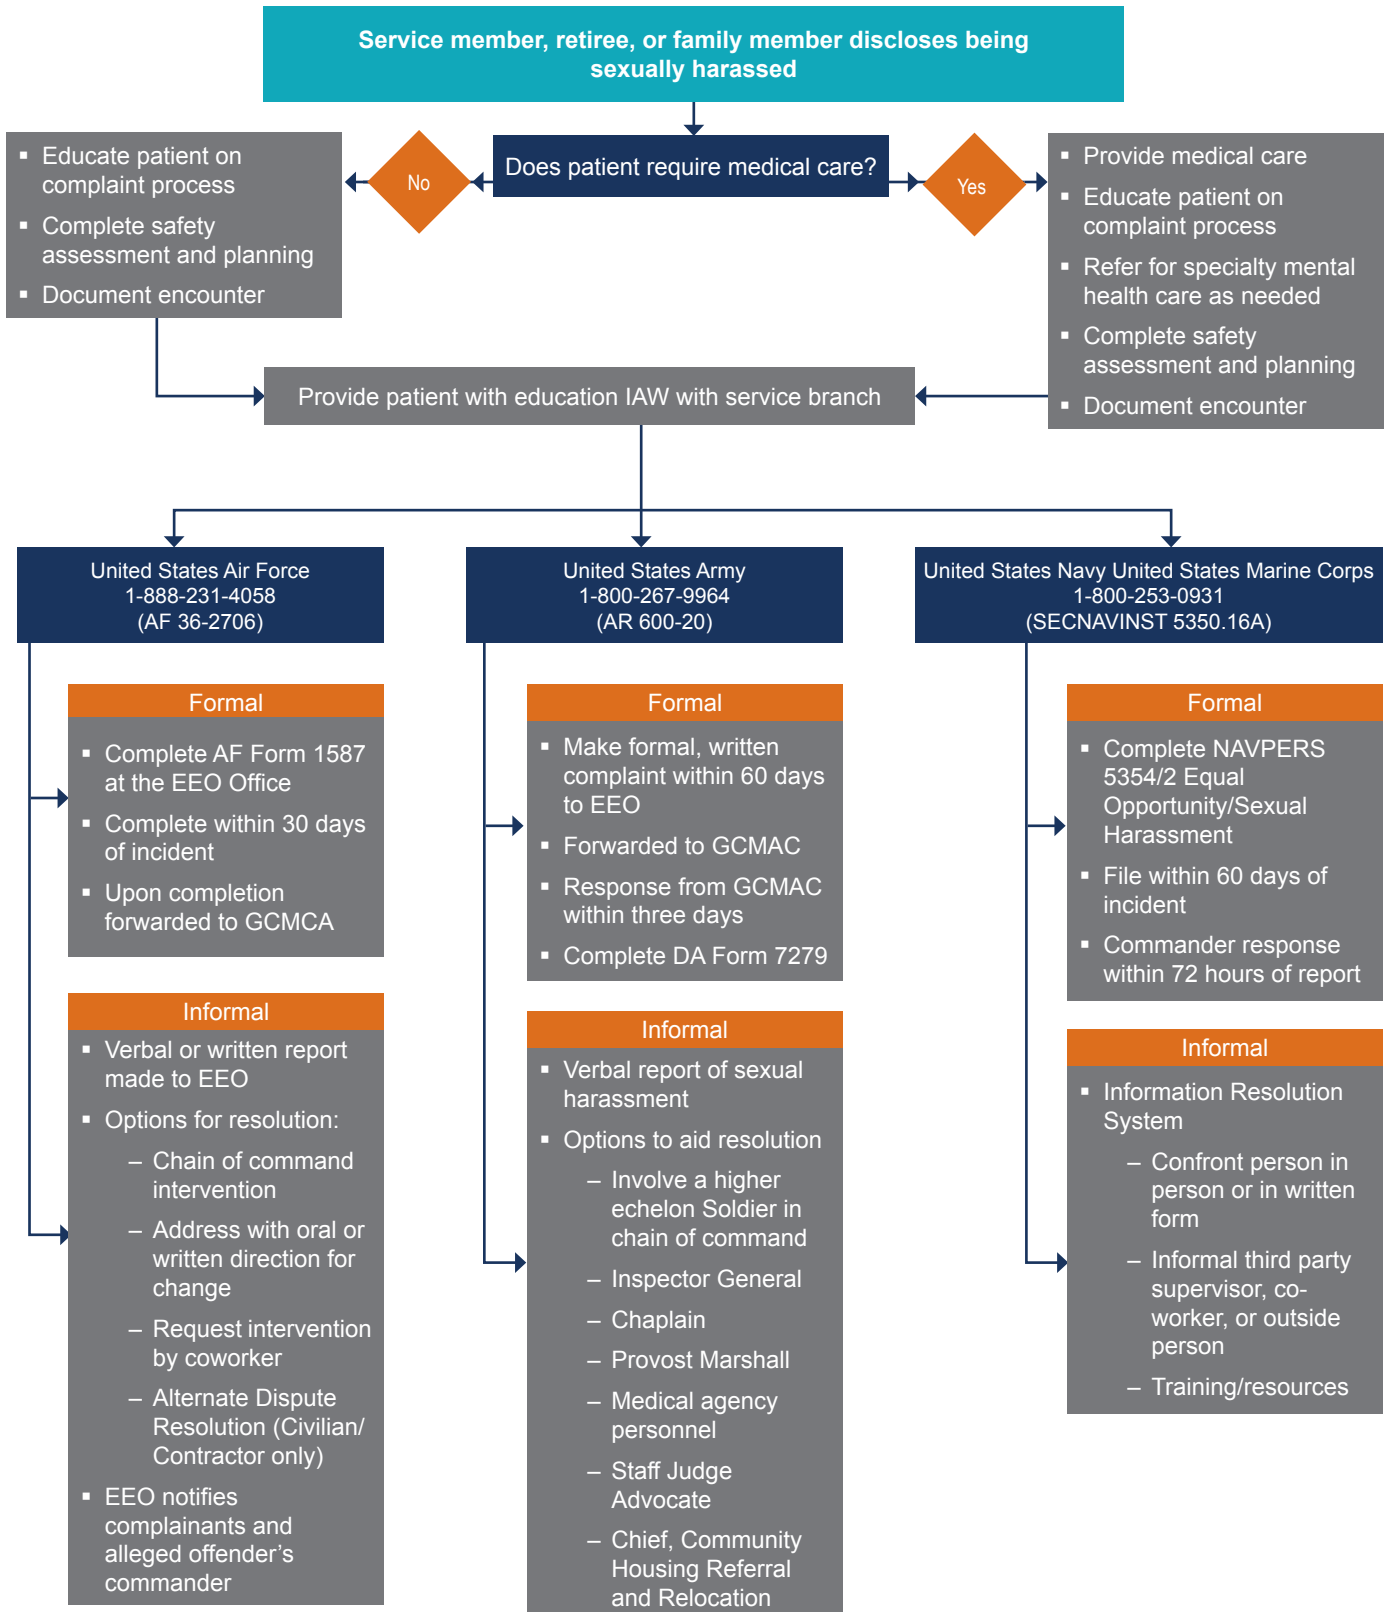 Service member, retiree, or family member discloses being
sexually harassed
Does patient require medical care?
No
Yes
▪ Educate patient on
complaint process
▪ Complete safety
assessment and planning
▪ Document encounter
▪ Provide medical care
▪ Educate patient on
complaint process
▪ Refer for specialty mental
health care as needed
▪ Complete safety
assessment and planning
▪ Document encounter
Provide patient with education IAW with service branch
United States Air Force
1-888-231-4058
(AF 36-2706)
Formal
▪ Complete AF Form 1587
at the EEO Office
▪ Complete within 30 days
of incident
▪ Upon completion
forwarded to GCMCA
Informal
▪ Verbal or written report
made to EEO
▪ Options for resolution:
– Chain of command
intervention
– Address with oral or
written direction for
change
– Request intervention
by coworker
– Alternate Dispute
Resolution (Civilian/
Contractor only)
▪ EEO notifies
complainants and
alleged offender’s
commander
United States Army
1-800-267-9964
(AR 600-20)
Formal
▪ Make formal, written
complaint within 60 days
to EEO
▪ Forwarded to GCMAC
▪ Response from GCMAC
within three days
▪ Complete DA Form 7279
Informal
▪ Verbal report of sexual
harassment
▪ Options to aid resolution
– Involve a higher
echelon Soldier in
chain of command
– Inspector General
– Chaplain
– Provost Marshall
– Medical agency
personnel
– Staff Judge
Advocate
– Chief, Community
Housing Referral
and Relocation
United States Navy United States Marine Corps
1-800-253-0931
(SECNAVINST 5350.16A)
Formal
▪ Complete NAVPERS
5354/2 Equal
Opportunity/Sexual
Harassment
▪ File within 60 days of
incident
▪ Commander response
within 72 hours of report
Informal
▪ Information Resolution
System
– Confront person in
person or in written
form
– Informal third party
supervisor, co-
worker, or outside
person
– Training/resources